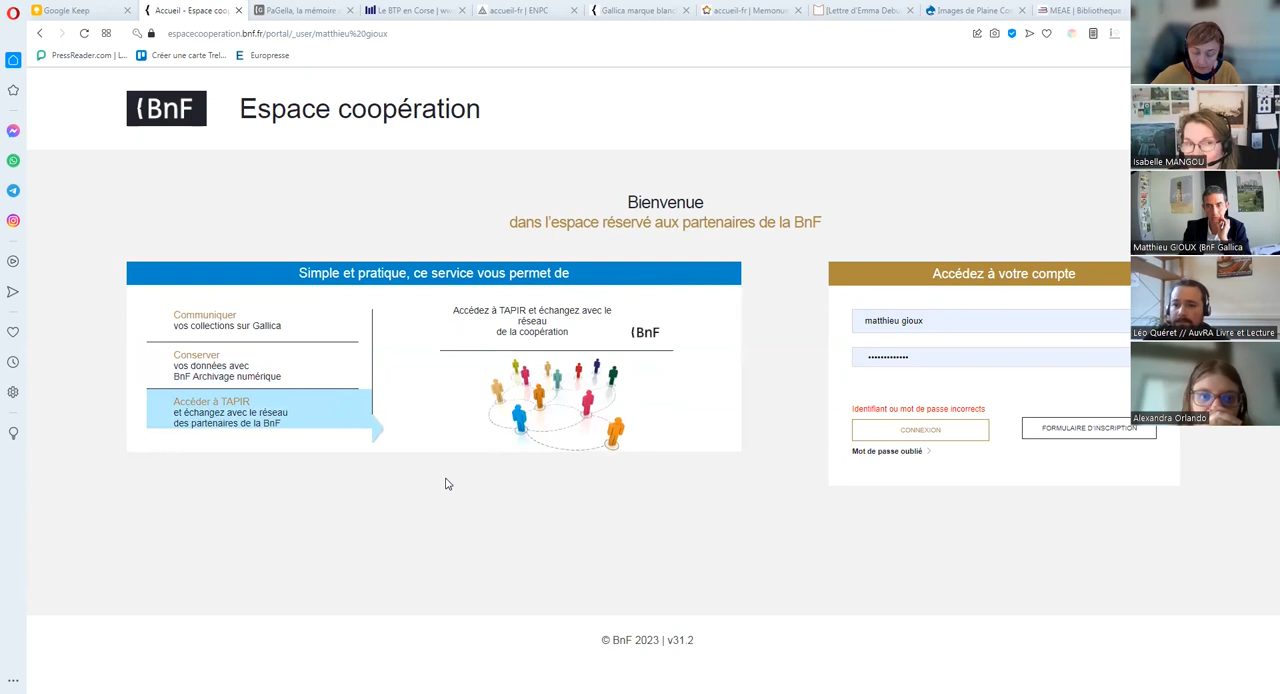 Google Keep
Accueil - Espace coo
PaGella, la mémoire
Le BTP en Corse | wie
accueil-fr | ENPC
Gallica marque blanc
accueil-fr | Memonue
[Lettre d'Emma Debu
Images de Plaine Co
MEAE | Bibliotheque
espacecooperation.bnf.fr/portal/_user/matthieu%20gioux
PressReader.com | L...
Créer une carte Trel...
Europresse
{BnF
Espace coopération
Bienvenue
dans l'espace réservé aux partenaires de la BnF
Simple et pratique, ce service vous permet de
Communiquer
vos collections sur Gallica
Conserver
vos données avec
BnF Archivage numérique
Accéder à TAPIR
et échangez avec le réseau
des partenaires de la BnF
Accédez à TAPIR et échangez avec le
réseau
de la coopération
{BnF
Accédez à votre compte
matthieu gioux
•••••••••••••
Identifiant ou mot de passe incorrects
CONNEXION
FORMULAIRE D'INSCRIPTION
Mot de passe oublié
© BnF 2023 | v31.2
Isabelle MANGOU
Matthieu GIOUX (BnF Gallica
Léo Quéret // AuvRA Livre et Lecture
Alexandra Orlando